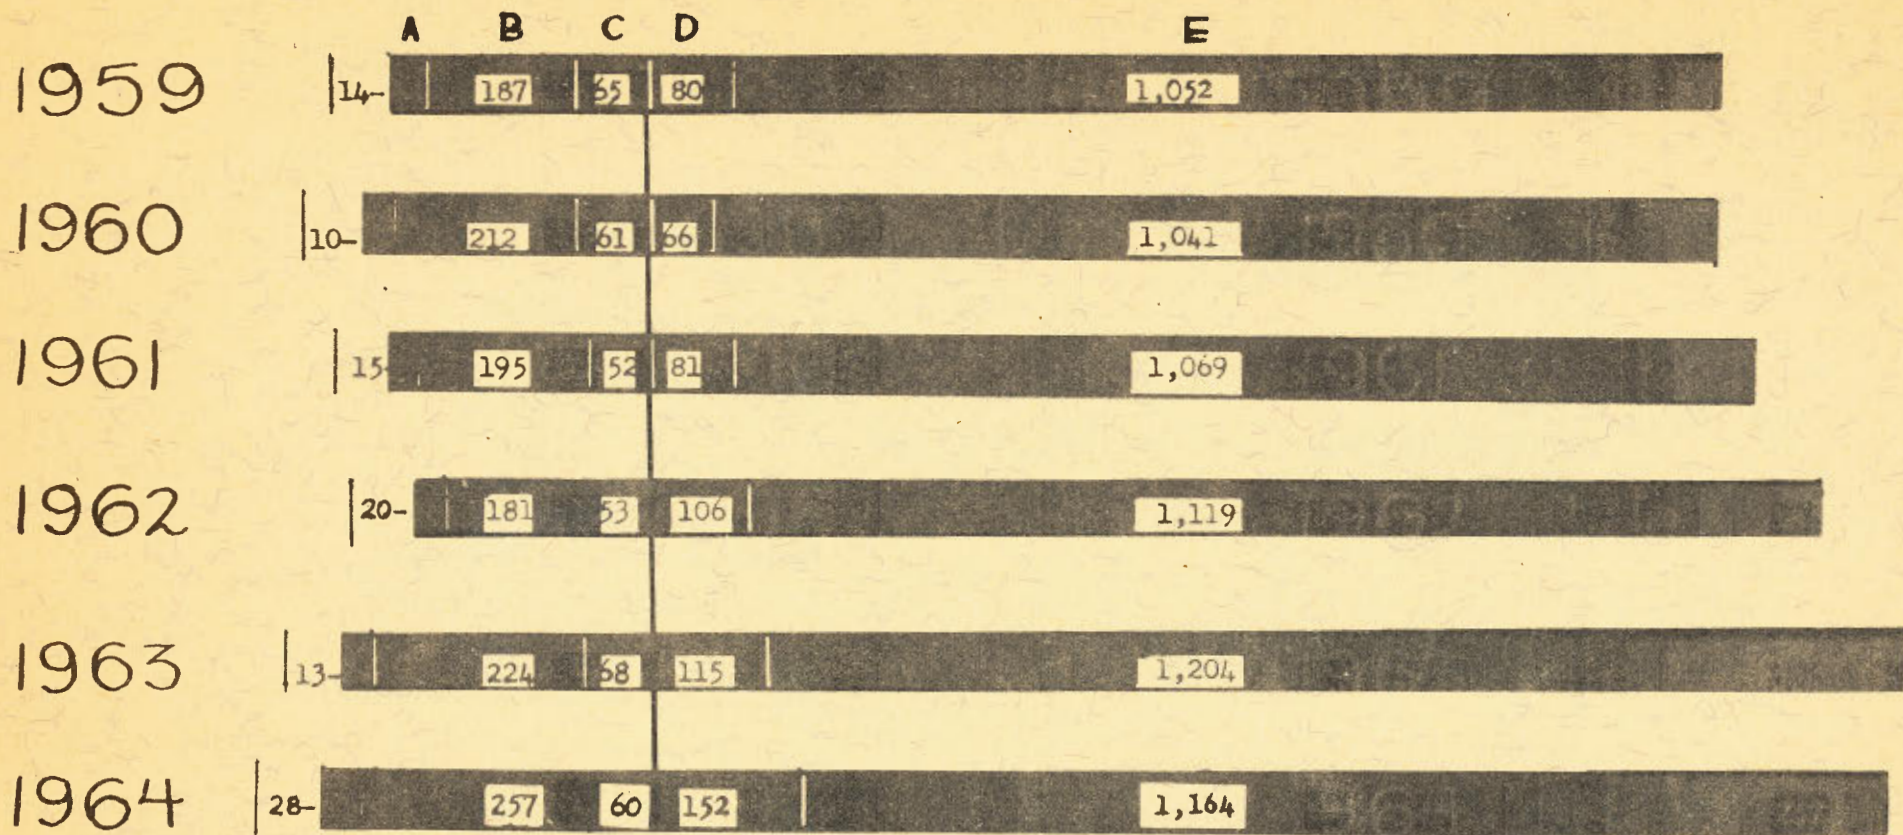 A B C D E
1959 14- 187 65 80 1,052
1960 10- 212 61 66 1,041
1961 15- 195 52 81 1,069
1962 20- 181 53 106 1,119
1963 13- 224 68 115 1,204
1964 28- 257 60 152 1,164